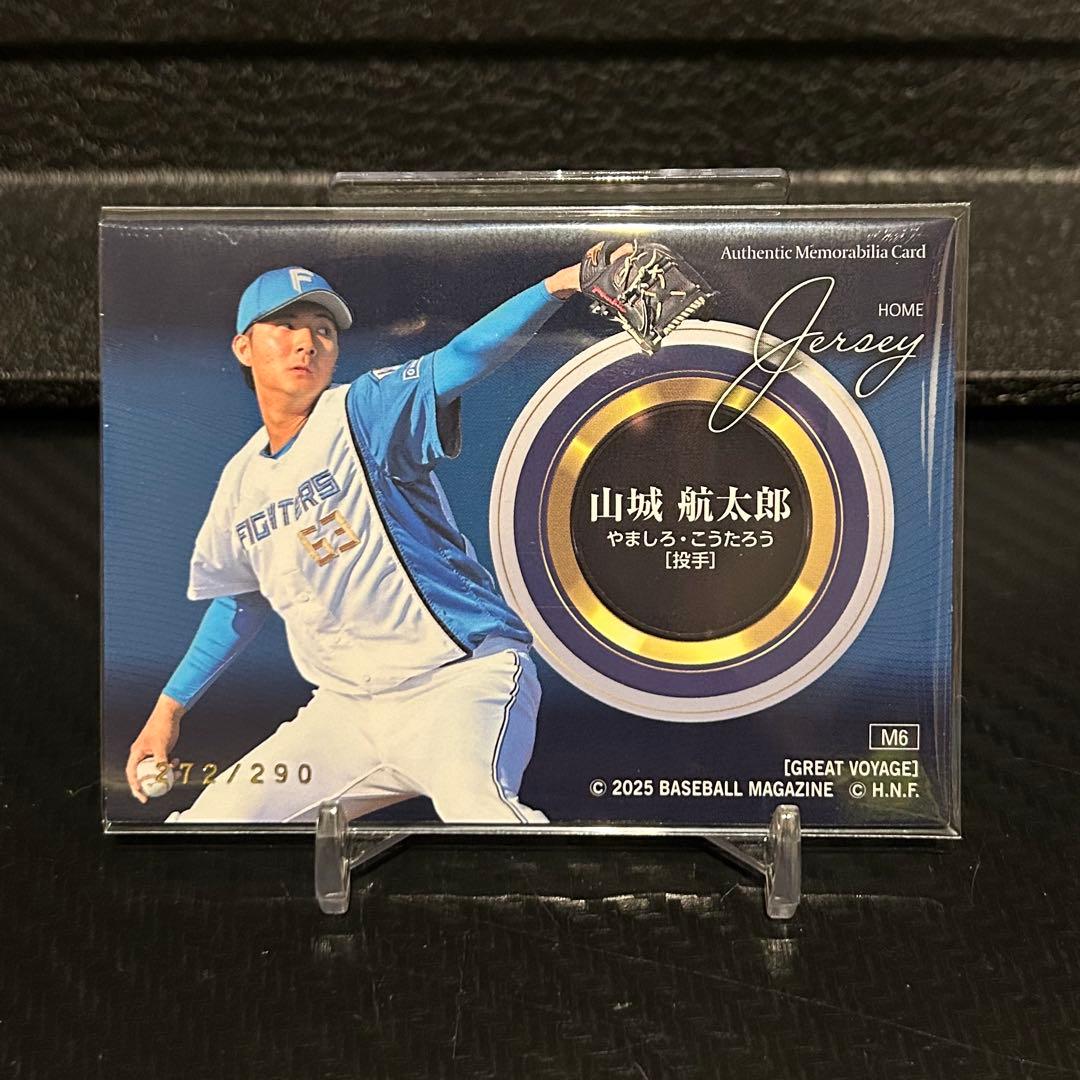 Authentic Memorabilia Card
HOME
Jersey
F
FIGHTERS
63
山城 航太郎
やましろ・こうたろう
[投手]
272/290
M6
[GREAT VOYAGE]
© 2025 BASEBALL MAGAZINE © H.N.F.